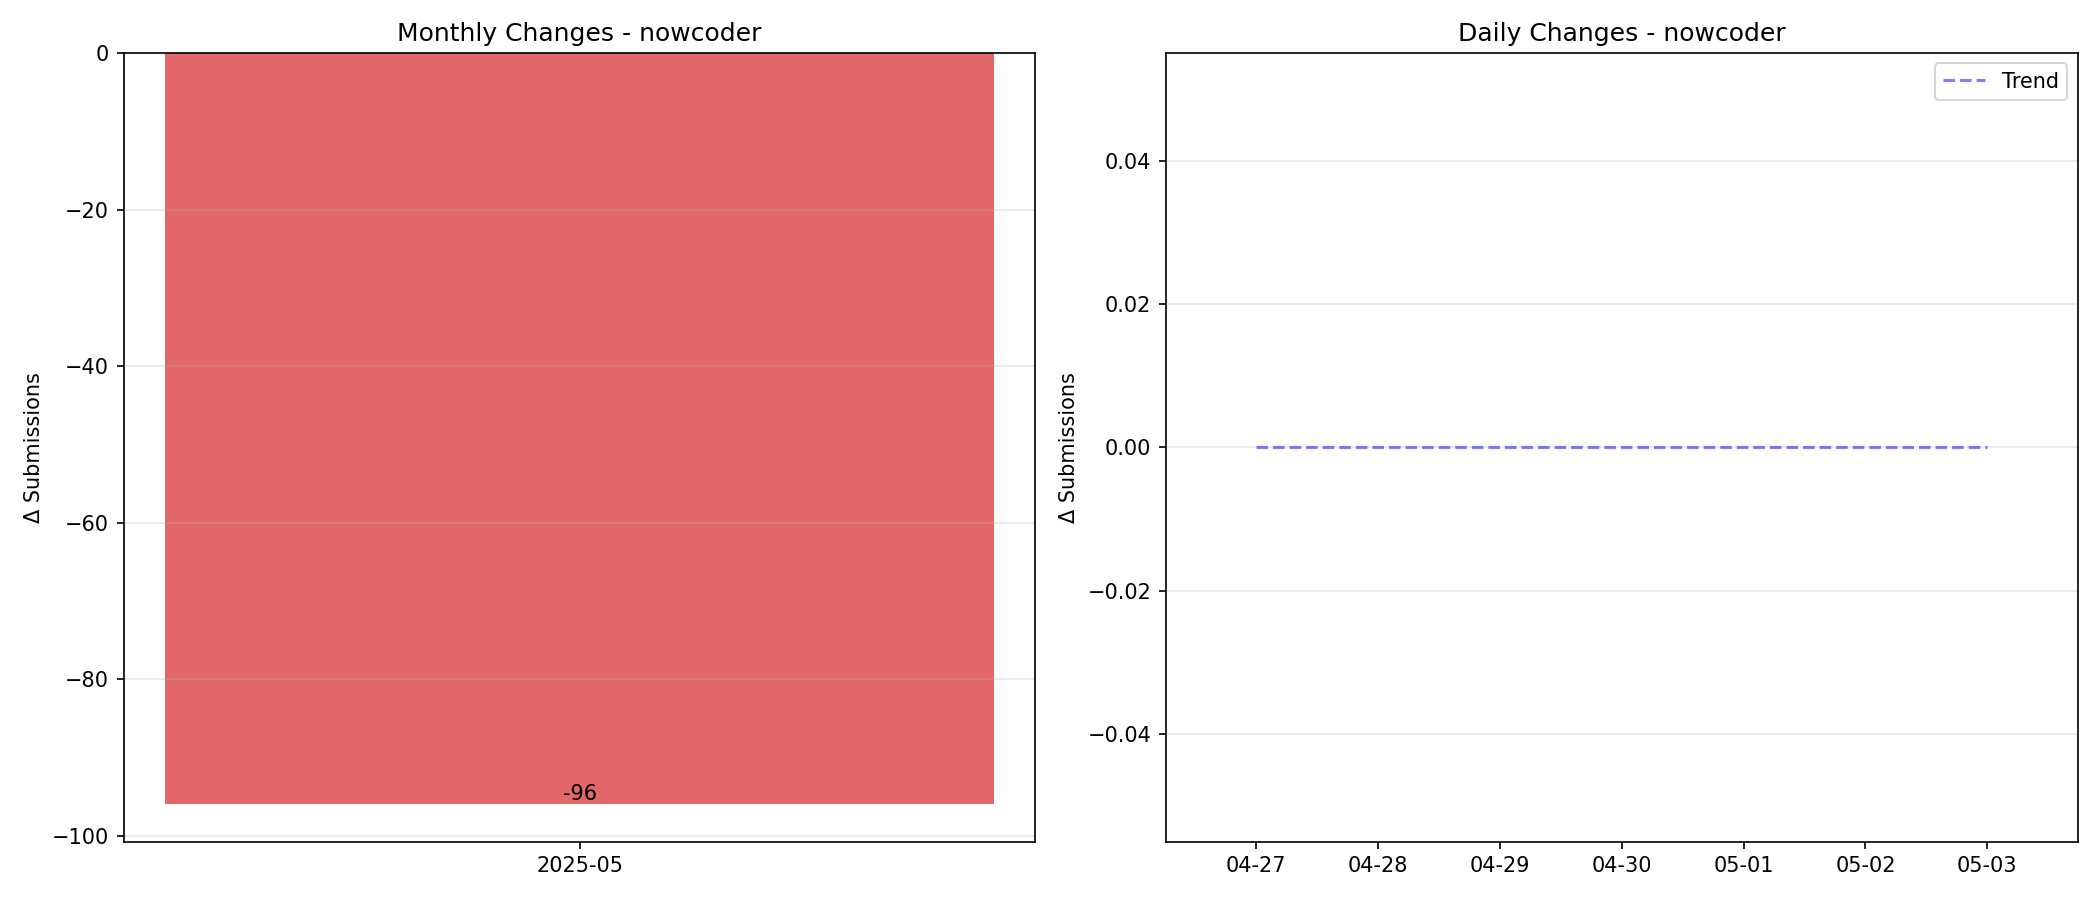 Monthly Changes - nowcoder
Δ Submissions
0
−20
−40
−60
−80
−100
-96
2025-05
Daily Changes - nowcoder
Trend
Δ Submissions
0.04
0.02
0.00
−0.02
−0.04
04-27 04-28 04-29 04-30 05-01 05-02 05-03